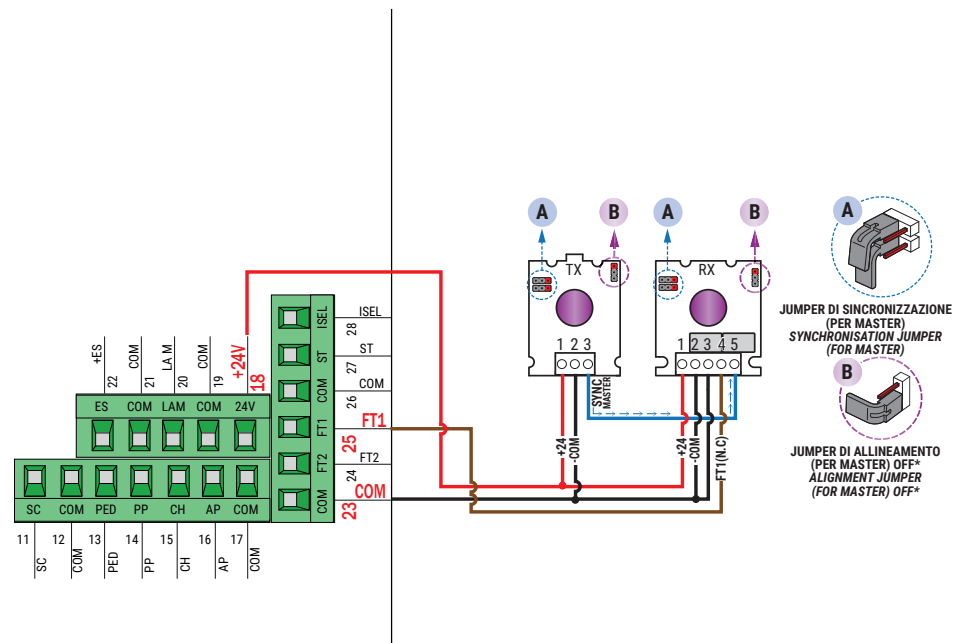 A
B
A
B
A
TX
RX
1 2 3
1 2 3 4 5
SYNC
MASTER
+24
-COM
+24
-COM
FT1(N.C)
JUMPER DI SINCRONIZZAZIONE
(PER MASTER)
SYNCHRONISATION JUMPER
(FOR MASTER)
B
JUMPER DI ALLINEAMENTO
(PER MASTER) OFF*
ALIGNMENT JUMPER
(FOR MASTER) OFF*
+ES
22
COM
21
LAM
20
COM
19
+24V
18
ES COM LAM COM 24V
ISEL
ISEL
28
ST
ST
27
COM
COM
26
FT1
FT1
25
FT2
FT2
24
COM
COM
23
SC COM PED PP CH AP COM
11
SC
12
COM
13
PED
14
PP
15
CH
16
AP
17
COM